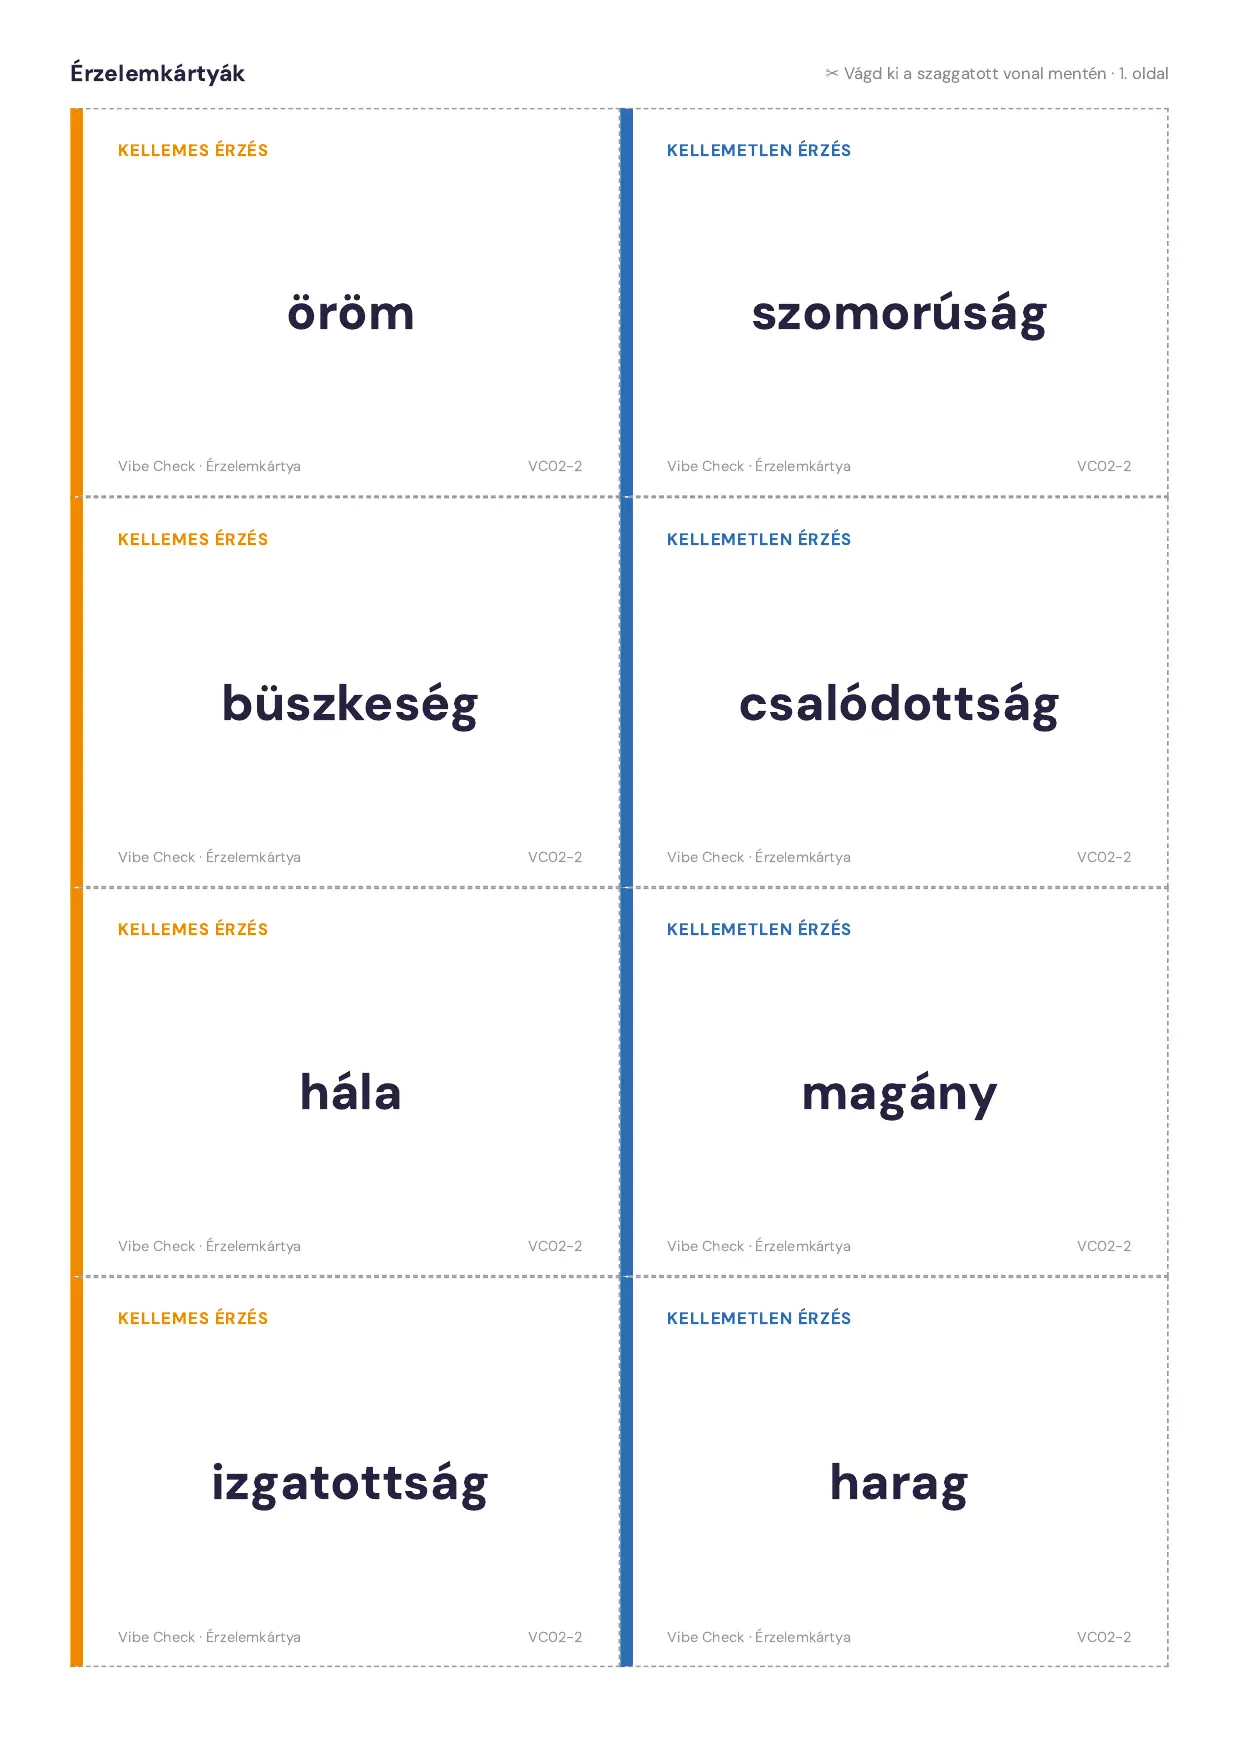 Érzelemkártyák
✂ Vágd ki a szaggatott vonal mentén · 1. oldal
KELLEMES ÉRZÉS
öröm
Vibe Check · Érzelemkártya
VC02-2
KELLEMETLEN ÉRZÉS
szomorúság
Vibe Check · Érzelemkártya
VC02-2
KELLEMES ÉRZÉS
büszkeség
Vibe Check · Érzelemkártya
VC02-2
KELLEMETLEN ÉRZÉS
csalódottság
Vibe Check · Érzelemkártya
VC02-2
KELLEMES ÉRZÉS
hála
Vibe Check · Érzelemkártya
VC02-2
KELLEMETLEN ÉRZÉS
magány
Vibe Check · Érzelemkártya
VC02-2
KELLEMES ÉRZÉS
izgatottság
Vibe Check · Érzelemkártya
VC02-2
KELLEMETLEN ÉRZÉS
harag
Vibe Check · Érzelemkártya
VC02-2